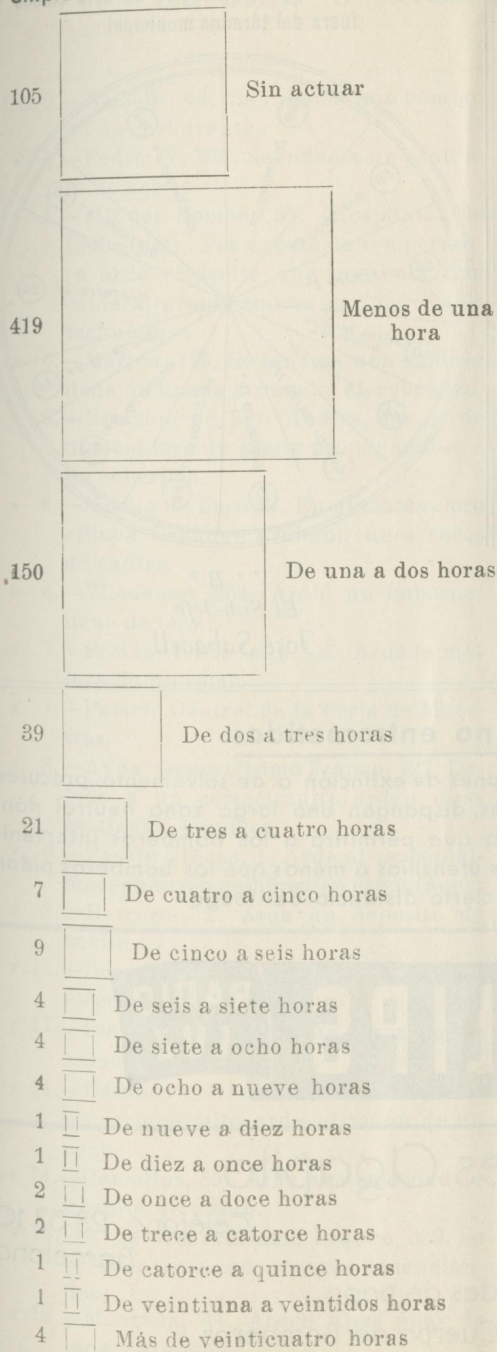 105 Sin actuar
419 Menos de una
hora
150 De una a dos horas
39 De dos a tres horas
21 De tres a cuatro horas
7 De cuatro a cinco horas
9 De cinco a seis horas
4 De seis a siete horas
4 De siete a ocho horas
4 De ocho a nueve horas
1 De nueve a diez horas
1 De diez a once horas
2 De once a doce horas
2 De trece a catorce horas
1 De catorce a quince horas
1 De veintiuna a veintidos horas
4 Más de veinticuatro horas